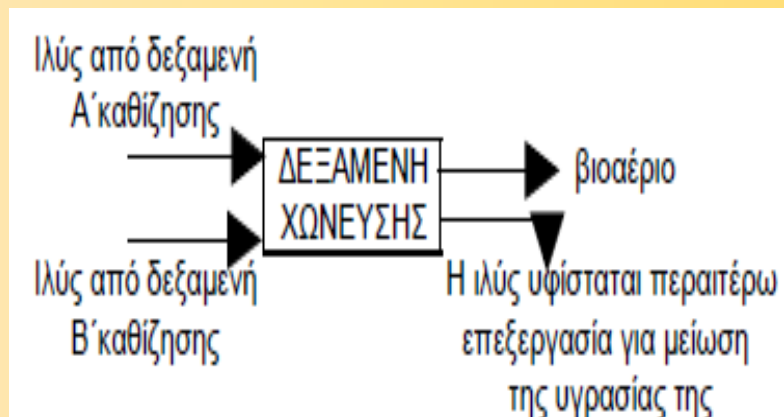 Ιλύς από δεξαμενή
Α΄καθίζησης
ΔΕΞΑΜΕΝΗ
ΧΩΝΕΥΣΗΣ
βιοαέριο
Ιλύς από δεξαμενή
Β΄καθίζησης
Η ιλύς υφίσταται περαιτέρω
επεξεργασία για μείωση
της υγρασίας της